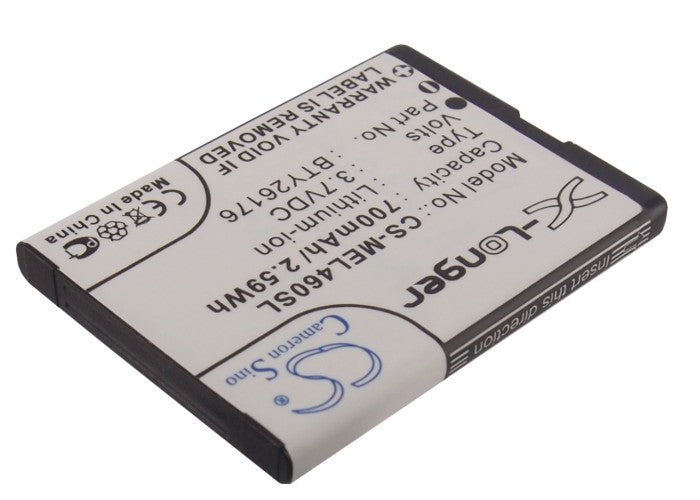 X-Longer
Model No. CS-MEL460SL
Capacity 700mAh/ 2.59Wh
Type Lithium-ion
Volts 3.7VDC
Part No. BTY26176
WARRANTY VOID IF
LABEL IS REMOVED
Made in China
CS®
Cameron Sino
Insert this direction